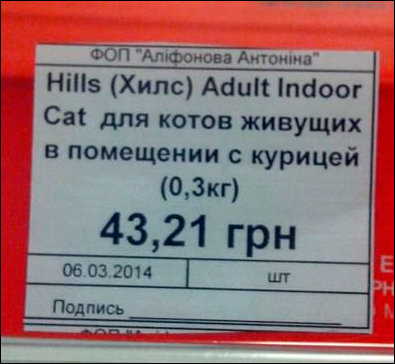 ФОП "Аліфонова Антоніна"
Hills (Хилс) Adult Indoor
Cat для котов живущих
в помещении с курицей
(0,3кг)
43,21 грн
06.03.2014 шт
Подпись